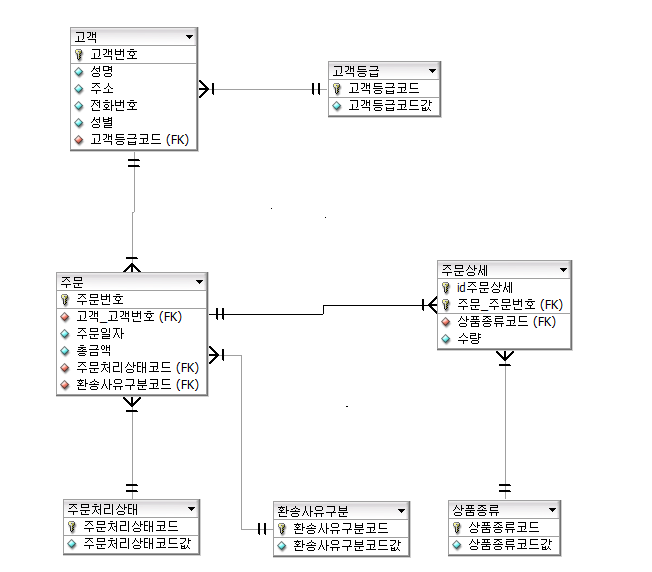 고객
고객번호
성명
주소
전화번호
성별
고객등급코드 (FK)
고객등급
고객등급코드
고객등급코드값
주문
주문번호
고객_고객번호 (FK)
주문일자
총금액
주문처리상태코드 (FK)
환송사유구분코드 (FK)
주문상세
id주문상세
주문_주문번호 (FK)
상품종류코드 (FK)
수량
주문처리상태
주문처리상태코드
주문처리상태코드값
환송사유구분
환송사유구분코드
환송사유구분코드값
상품종류
상품종류코드
상품종류코드값